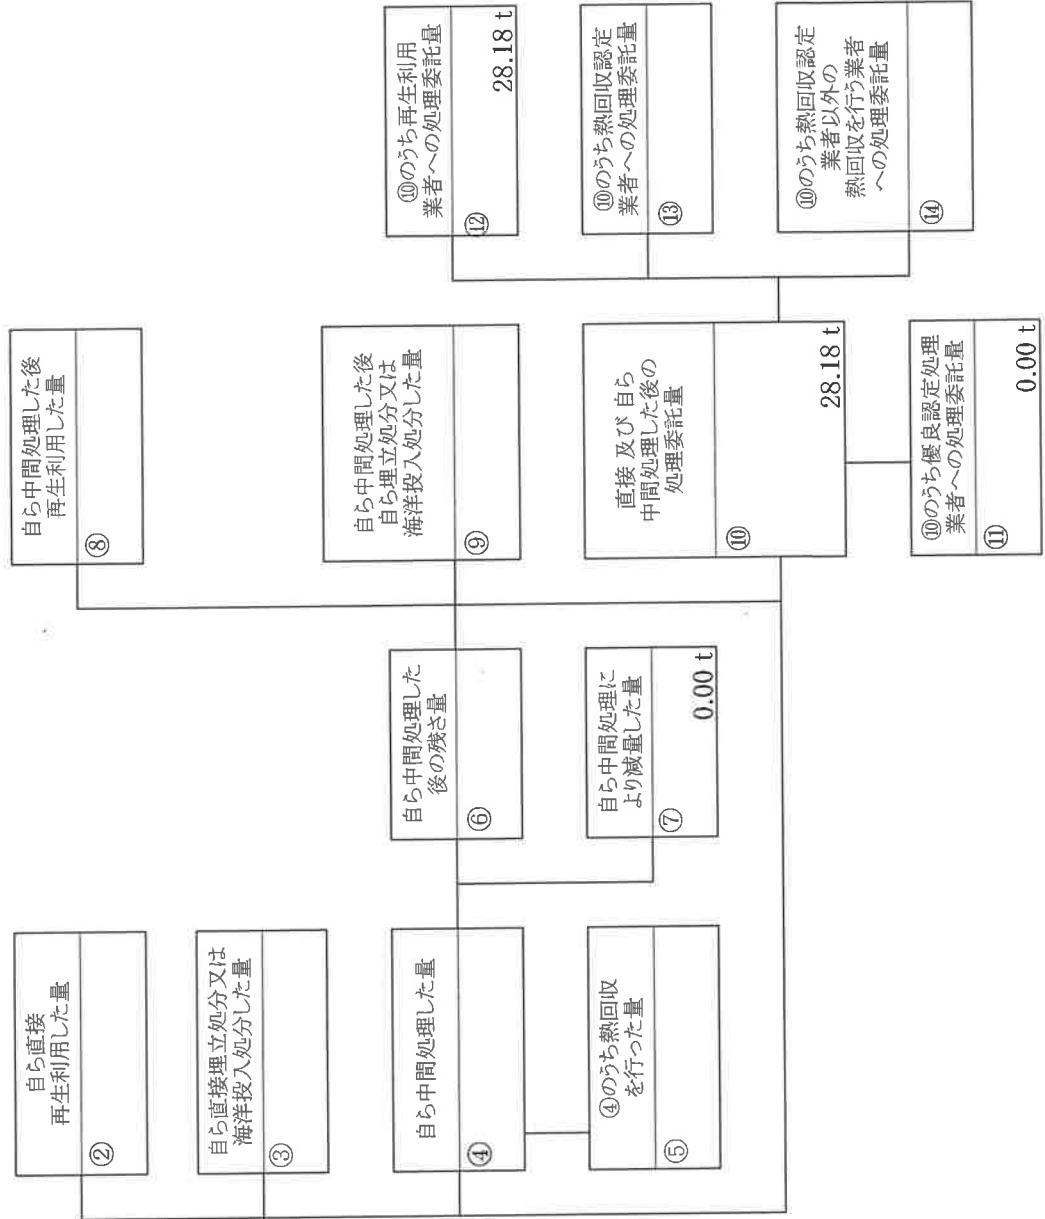 自ら直接
再生利用した量
②
自ら直接埋立処分又は
海洋投入処分した量
③
自ら中間処理した量
④
④のうち熱回収
を行った量
⑤
自ら中間処理した
後の残さ量
⑥
自ら中間処理に
より減量した量
⑦
0.00 t
自ら中間処理した後
再生利用した量
⑧
自ら中間処理した後
自ら埋立処分又は
海洋投入処分した量
⑨
直接 及び 自ら
中間処理した後の
処理委託量
⑩
28.18 t
⑩のうち優良認定処理
業者への処理委託量
⑪
0.00 t
⑩のうち再生利用
業者への処理委託量
⑫
28.18 t
⑩のうち熱回収認定
業者への処理委託量
⑬
⑩のうち熱回収認定
業者以外の
熱回収を行う業者
への処理委託量
⑭